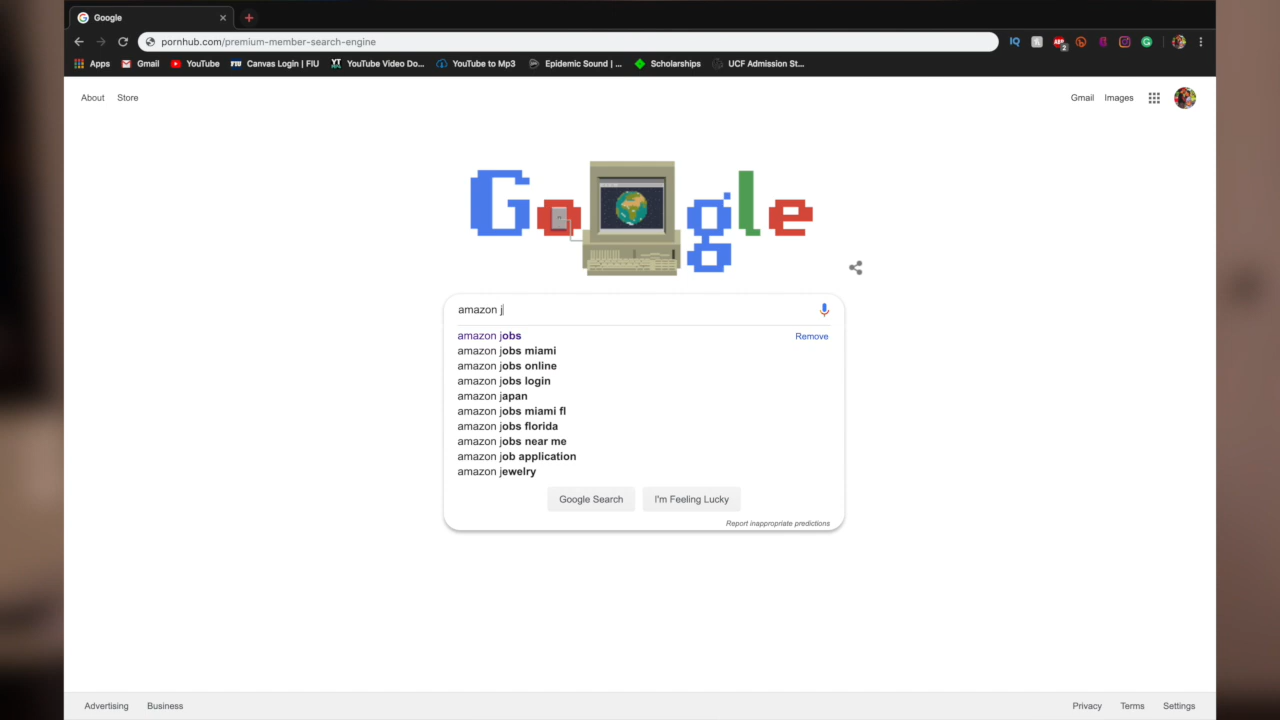 Google
pornhub.com/premium-member-search-engine
Apps Gmail YouTube Canvas Login | FIU YouTube Video Do... YouTube to Mp3 Epidemic Sound | ... Scholarships UCF Admission St...
About Store Gmail Images
Google
amazon j
amazon jobs Remove
amazon jobs miami
amazon jobs online
amazon jobs login
amazon japan
amazon jobs miami fl
amazon jobs florida
amazon jobs near me
amazon job application
amazon jewelry
Google Search I'm Feeling Lucky
Report inappropriate predictions
Advertising Business Privacy Terms Settings